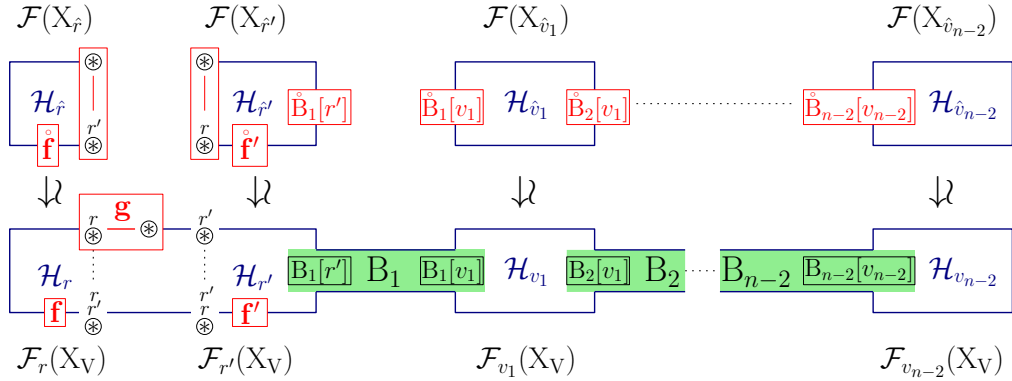 𝓕(X_r̂) 𝓕(X_r̂′) 𝓕(X_v̂₁) 𝓕(X_v̂ₙ₋₂)
⊛ ⊛
𝓗_r̂ 𝓗_r̂′ B̊₁[r′] B̊₁[v₁] 𝓗_v̂₁ B̊₂[v₁] B̊ₙ₋₂[vₙ₋₂] 𝓗_v̂ₙ₋₂
r′ r
f̊ ⊛ ⊛ f̊′
r g r′
⊛ ⊛ ⊛
𝓗_r 𝓗_r′ B₁[r′] B₁ B₁[v₁] 𝓗_v₁ B₂[v₁] B₂ Bₙ₋₂ Bₙ₋₂[vₙ₋₂] 𝓗_vₙ₋₂
r r′
f r′ r f′
⊛ ⊛
𝓕_r(X_V) 𝓕_r′(X_V) 𝓕_v₁(X_V) 𝓕_vₙ₋₂(X_V)